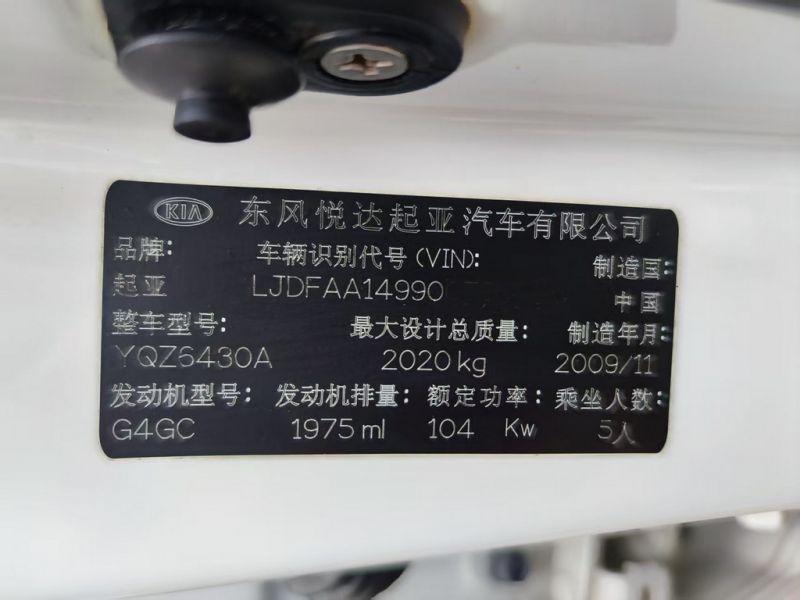 KIA 东风悦达起亚汽车有限公司
品牌: 车辆识别代号(VIN): 制造国:
起亚 LJDFAA14990 中国
整车型号: 最大设计总质量: 制造年月:
YQZ6430A 2020kg 2009/11
发动机型号: 发动机排量: 额定功率: 乘坐人数:
G4GC 1975ml 104 Kw 5人